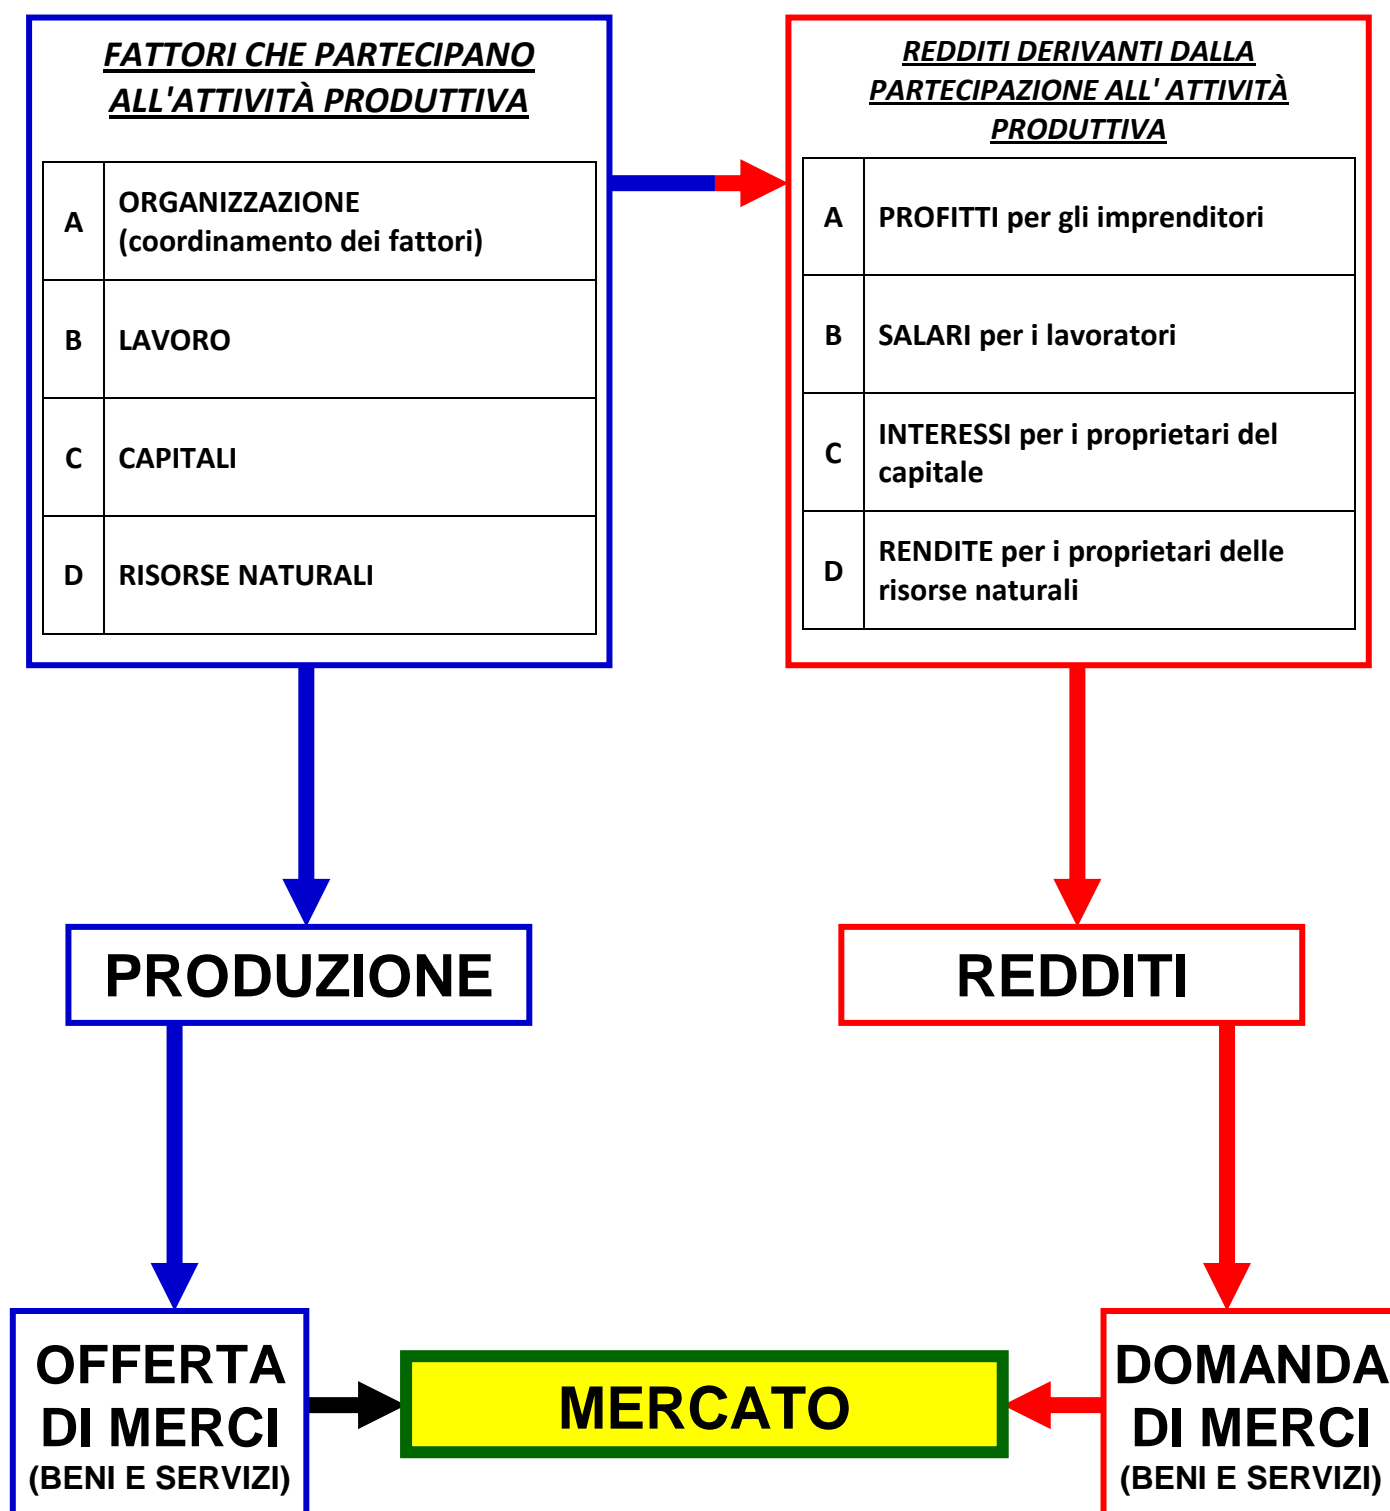 FATTORI CHE PARTECIPANO
ALL'ATTIVITÀ PRODUTTIVA
A
ORGANIZZAZIONE
(coordinamento dei fattori)
B
LAVORO
C
CAPITALI
D
RISORSE NATURALI
REDDITI DERIVANTI DALLA
PARTECIPAZIONE ALL' ATTIVITÀ
PRODUTTIVA
A
PROFITTI per gli imprenditori
B
SALARI per i lavoratori
C
INTERESSI per i proprietari del
capitale
D
RENDITE per i proprietari delle
risorse naturali
PRODUZIONE
REDDITI
OFFERTA
DI MERCI
(BENI E SERVIZI)
MERCATO
DOMANDA
DI MERCI
(BENI E SERVIZI)